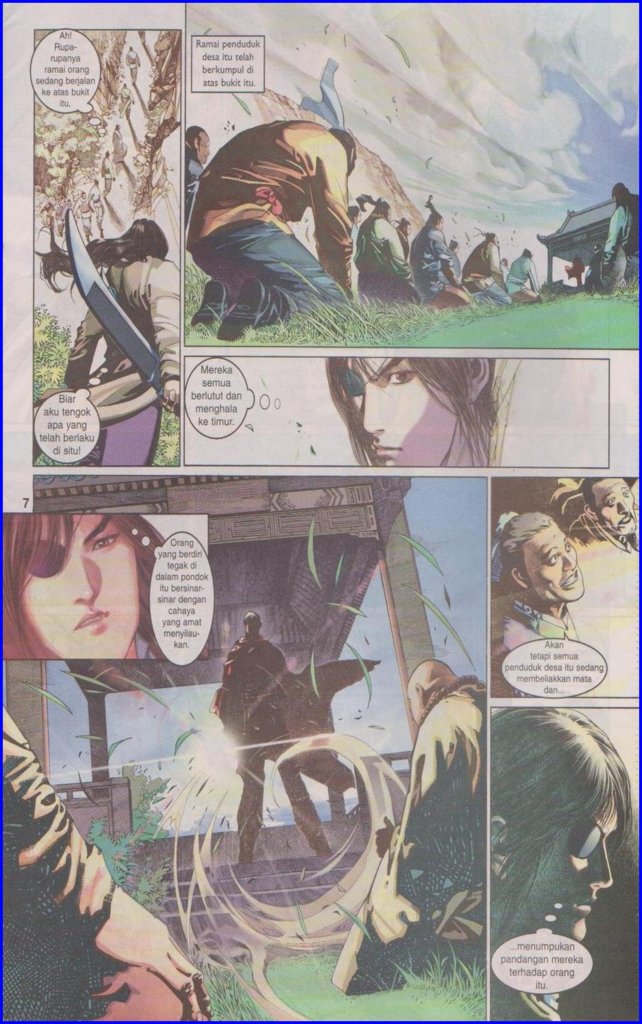 Ah!
Rupa-
rupanya
ramai orang
sedang berjalan
ke atas bukit
itu.
Ramai penduduk
desa itu telah
berkumpul di
atas bukit itu.
Biar
aku tengok
apa yang
telah berlaku
di situ!
Mereka
semua
berlutut dan
menghala
ke timur.
7
Orang
yang berdiri
tegak di
dalam pondok
itu bersinar-
sinar dengan
cahaya
yang amat
menyilau-
kan.
Akan
tetapi semua
penduduk desa itu sedang
membeliakkan mata
dan...
...menumpukan
pandangan mereka
terhadap orang
itu.